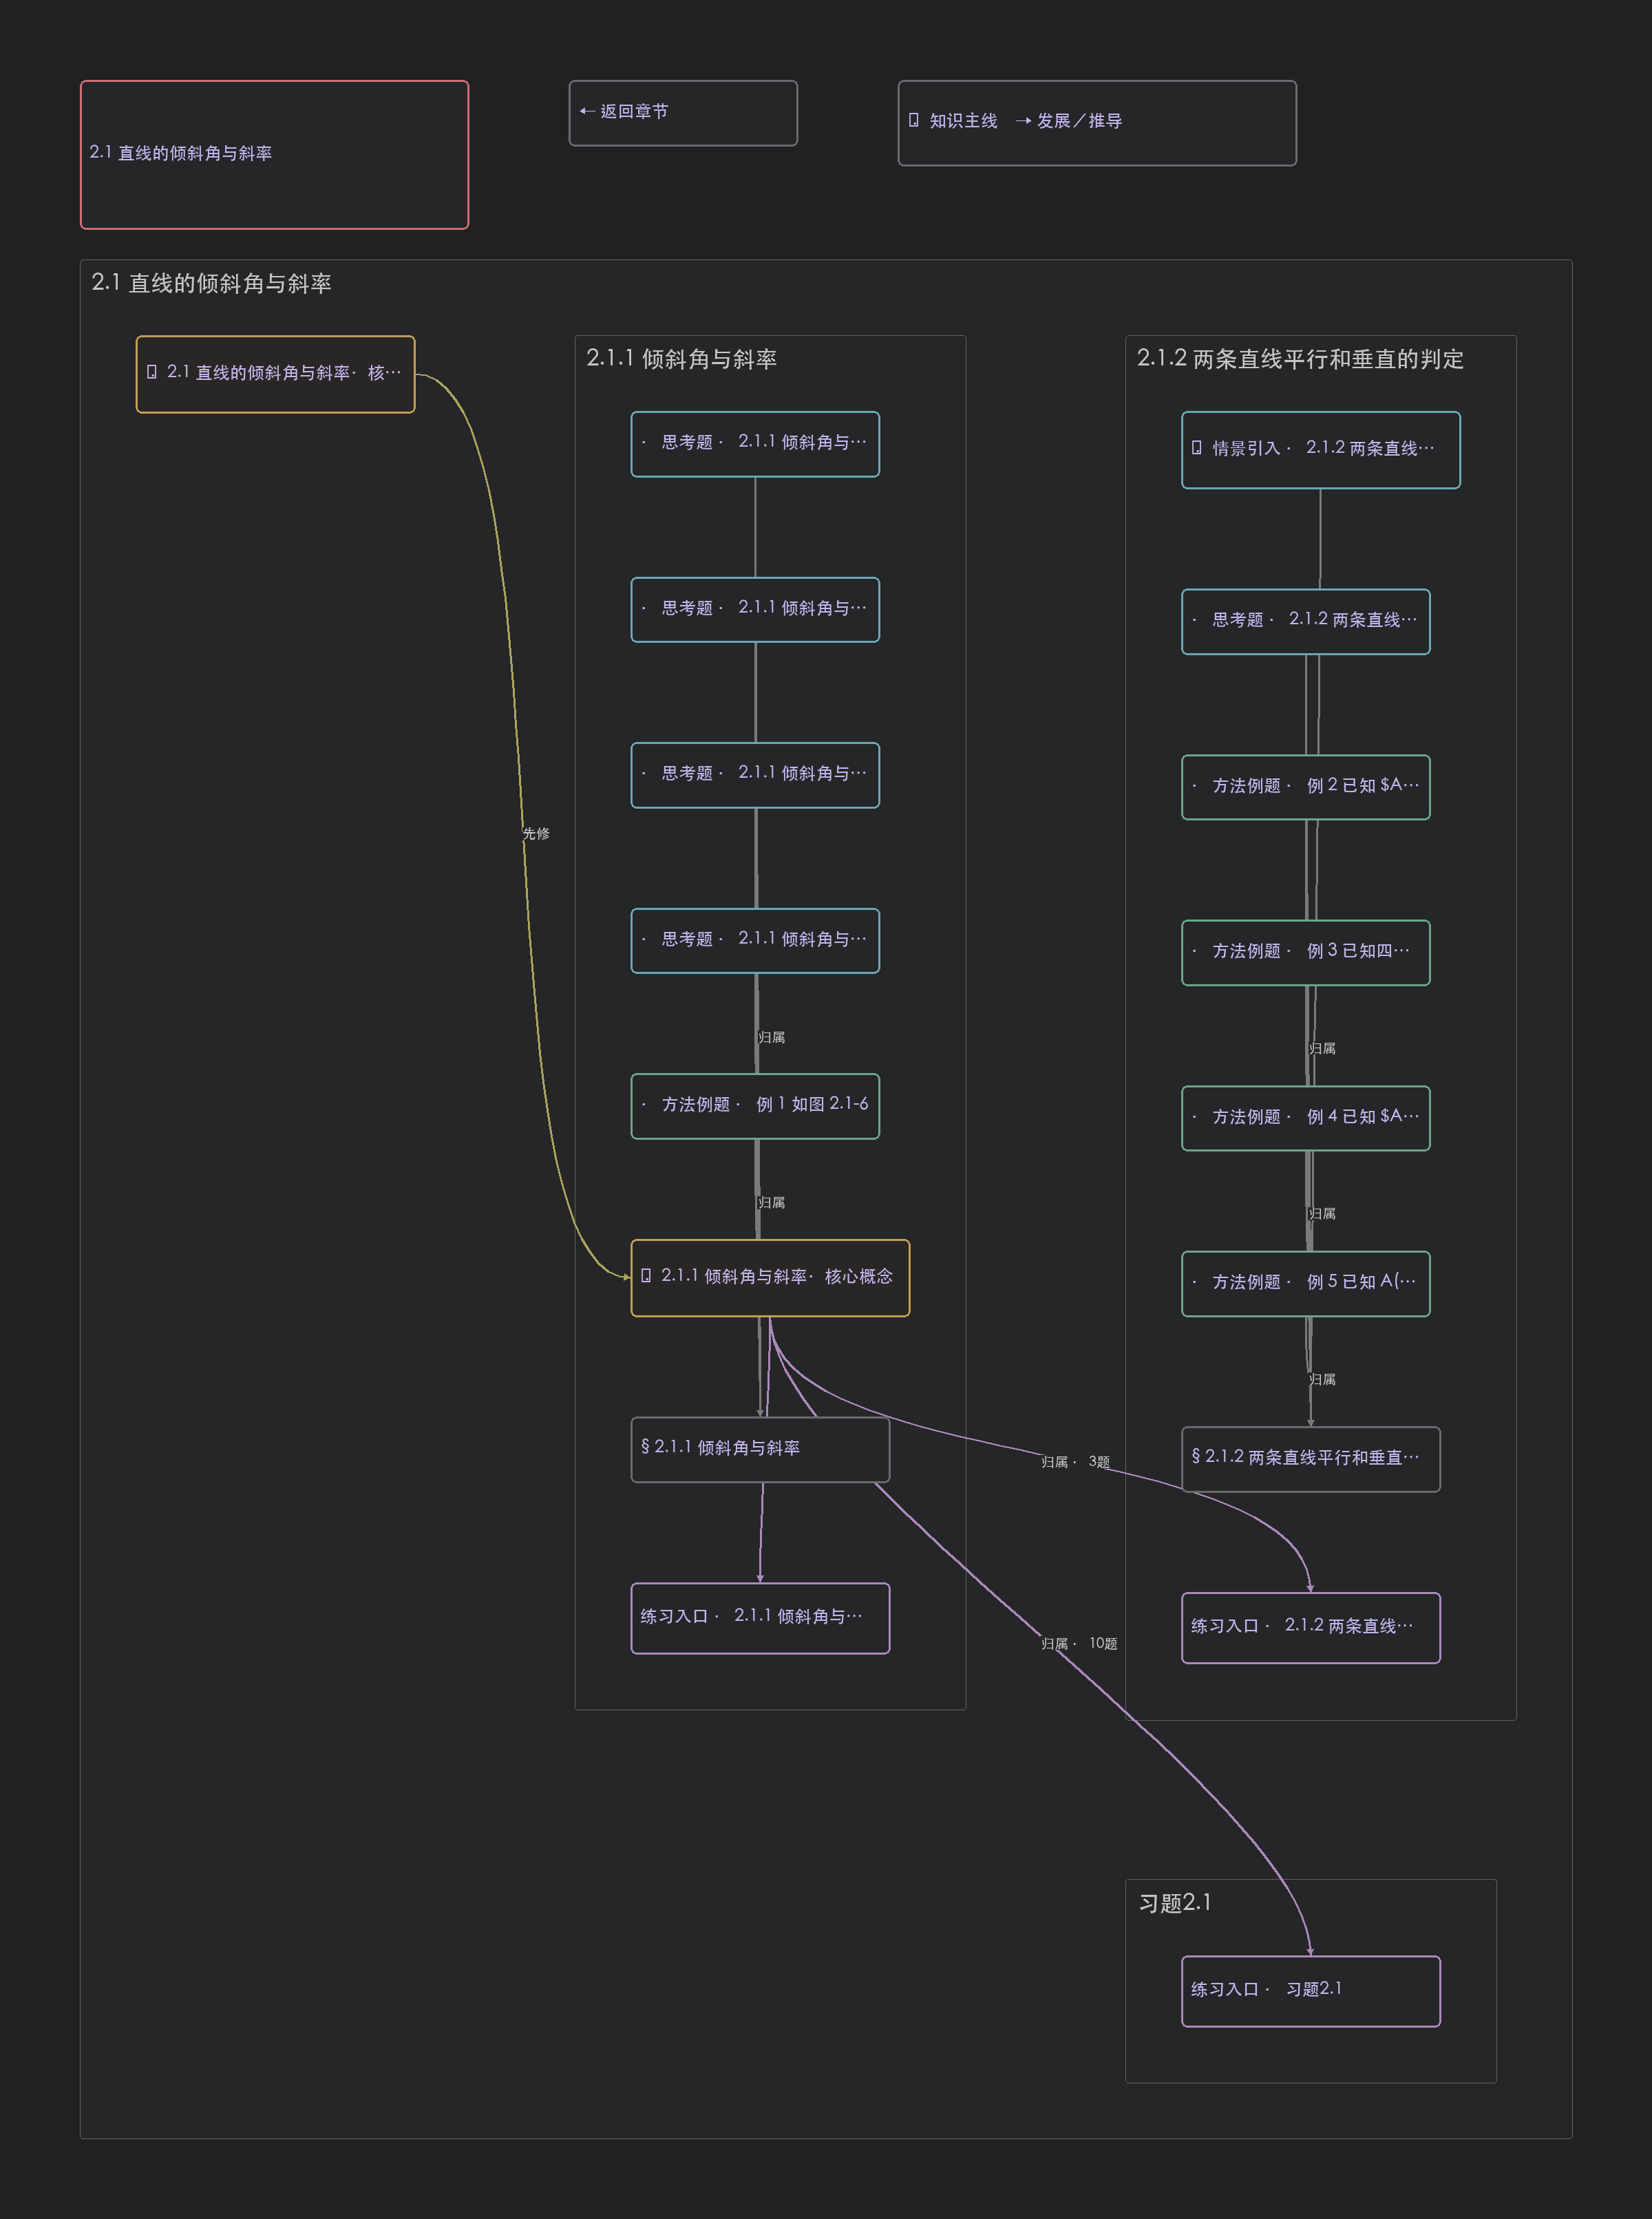 2.1 直线的倾斜角与斜率
← 返回章节
知识主线 → 发展／推导
2.1 直线的倾斜角与斜率
2.1 直线的倾斜角与斜率· 核…
先修
2.1.1 倾斜角与斜率
· 思考题 · 2.1.1 倾斜角与…
· 思考题 · 2.1.1 倾斜角与…
· 思考题 · 2.1.1 倾斜角与…
· 思考题 · 2.1.1 倾斜角与…
归属
· 方法例题 · 例 1 如图 2.1-6
归属
2.1.1 倾斜角与斜率· 核心概念
§ 2.1.1 倾斜角与斜率
练习入口 · 2.1.1 倾斜角与…
归属 · 3题
归属 · 10题
2.1.2 两条直线平行和垂直的判定
情景引入 · 2.1.2 两条直线…
· 思考题 · 2.1.2 两条直线…
· 方法例题 · 例 2 已知 $A…
· 方法例题 · 例 3 已知四…
归属
· 方法例题 · 例 4 已知 $A…
归属
· 方法例题 · 例 5 已知 A(…
归属
§ 2.1.2 两条直线平行和垂直…
练习入口 · 2.1.2 两条直线…
习题2.1
练习入口 · 习题2.1